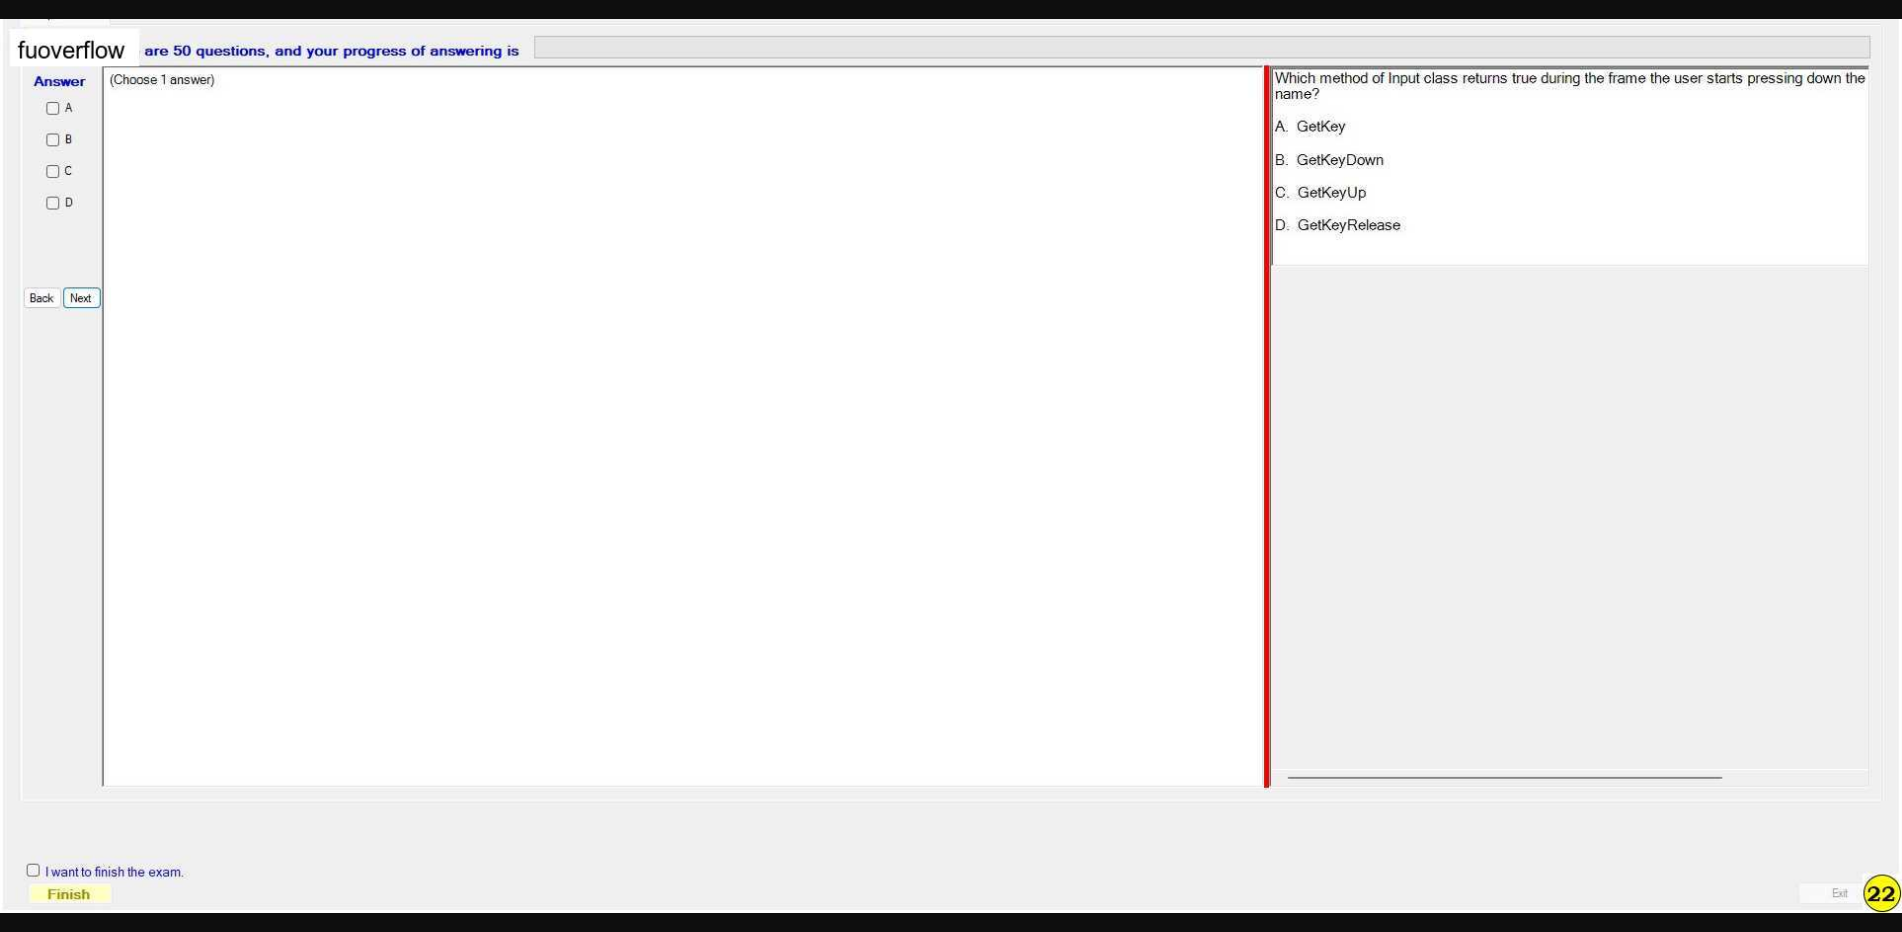 fuoverflow are 50 questions, and your progress of answering is
Answer
A
B
C
D
Back Next
(Choose 1 answer)
Which method of Input class returns true during the frame the user starts pressing down the
name?
A. GetKey
B. GetKeyDown
C. GetKeyUp
D. GetKeyRelease
I want to finish the exam.
Finish
Exit
22